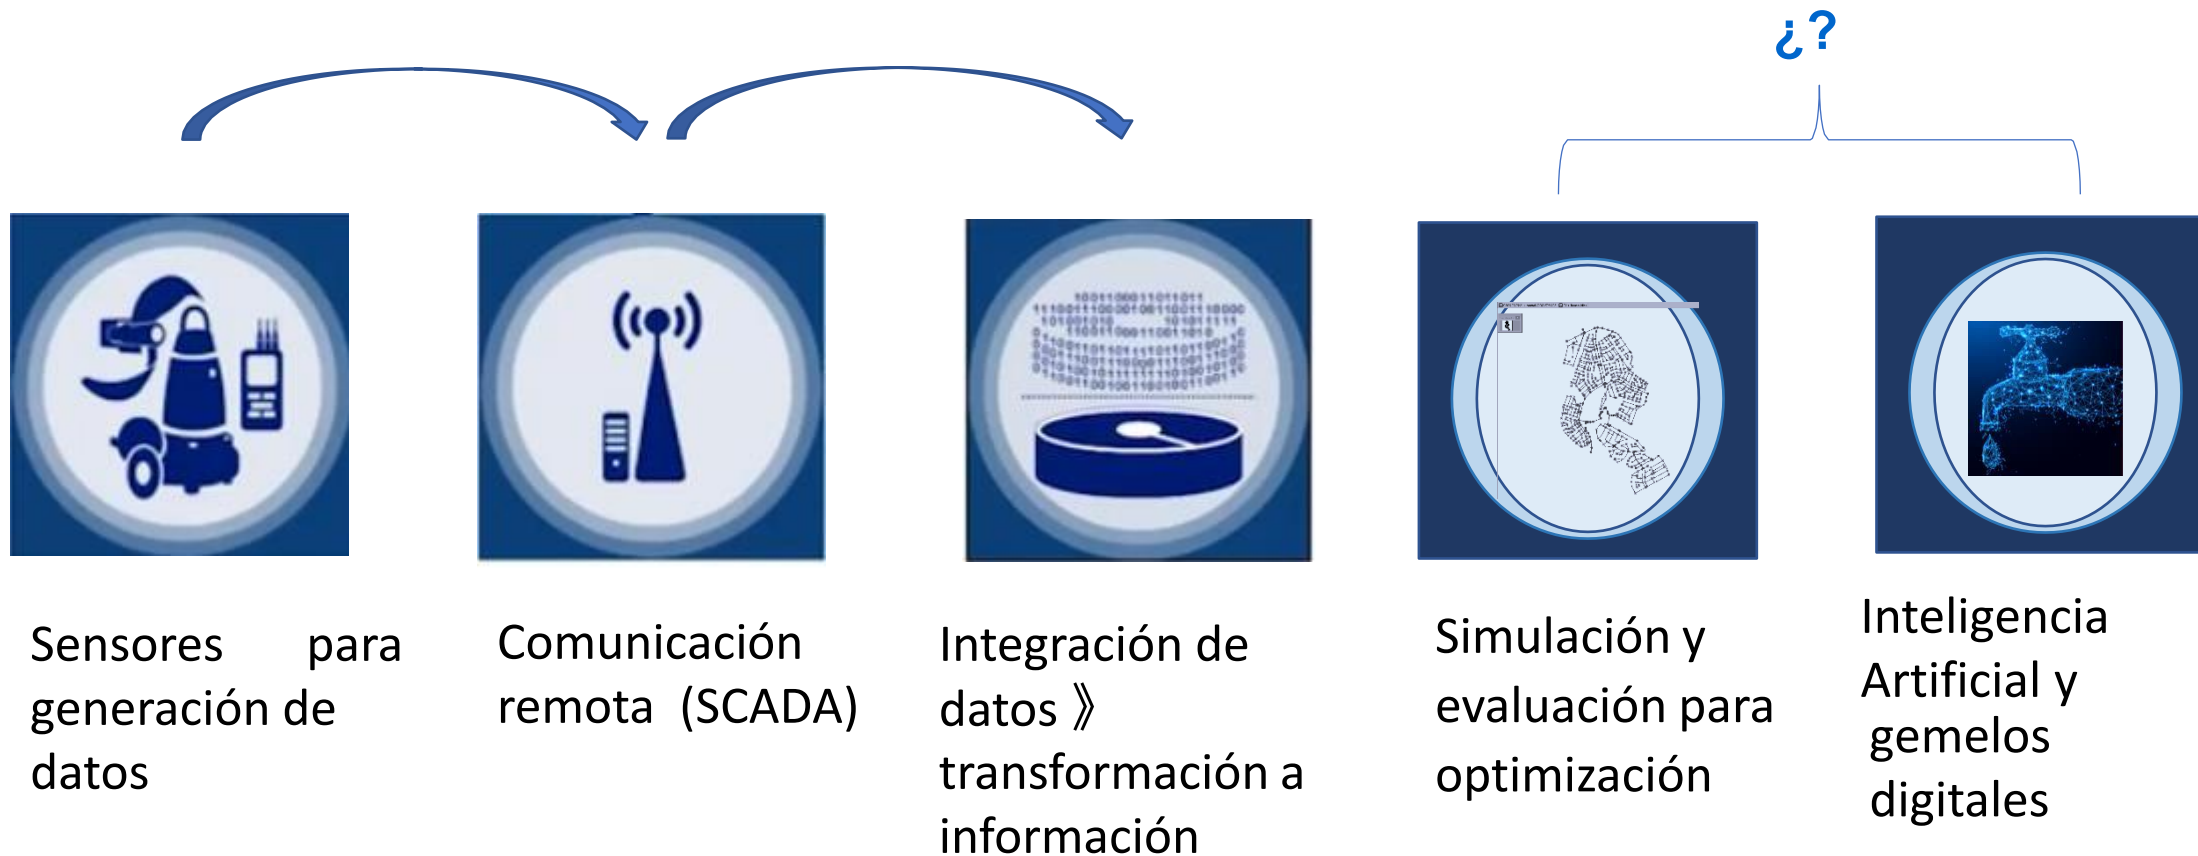 ¿?
Sensores para
generación de
datos
Comunicación
remota (SCADA)
Integración de
datos 》
transformación a
información
Simulación y
evaluación para
optimización
Inteligencia
Artificial y
gemelos
digitales